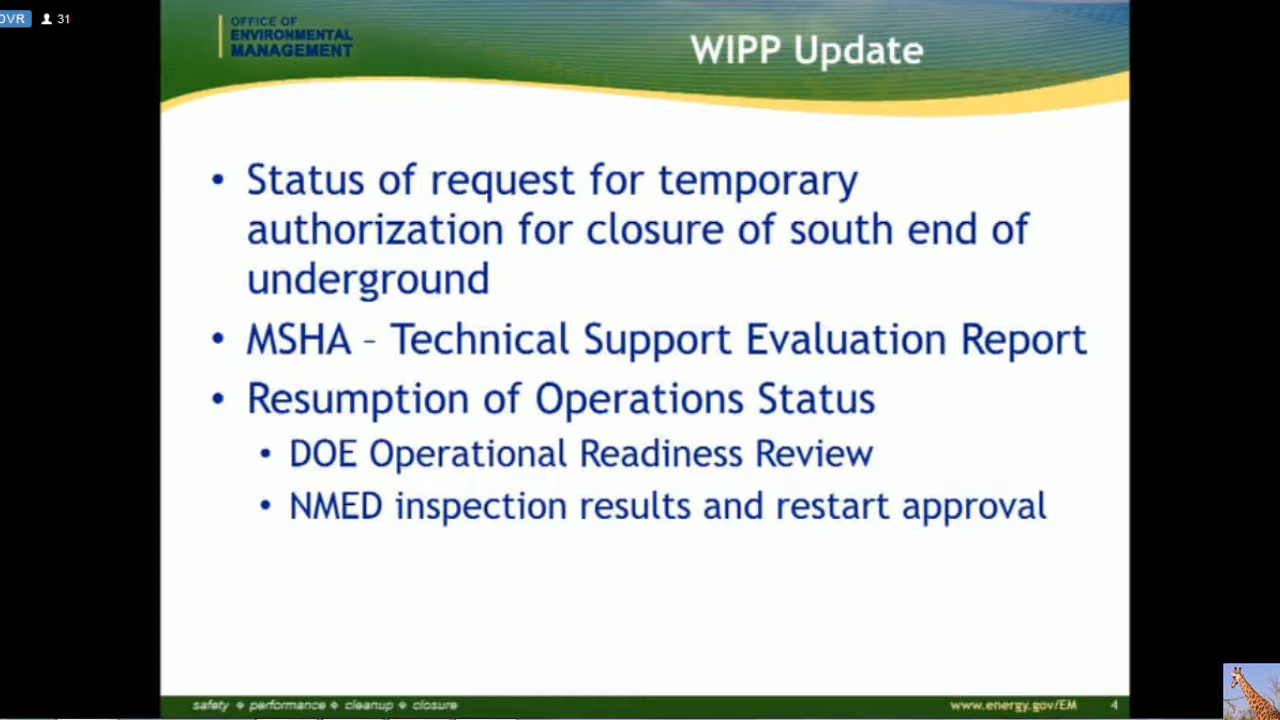 DVR 31
OFFICE OF
ENVIRONMENTAL
MANAGEMENT
WIPP Update
• Status of request for temporary
authorization for closure of south end of
underground
• MSHA – Technical Support Evaluation Report
• Resumption of Operations Status
• DOE Operational Readiness Review
• NMED inspection results and restart approval
safety ❖ performance ❖ cleanup ❖ closure
www.energy.gov/EM 4